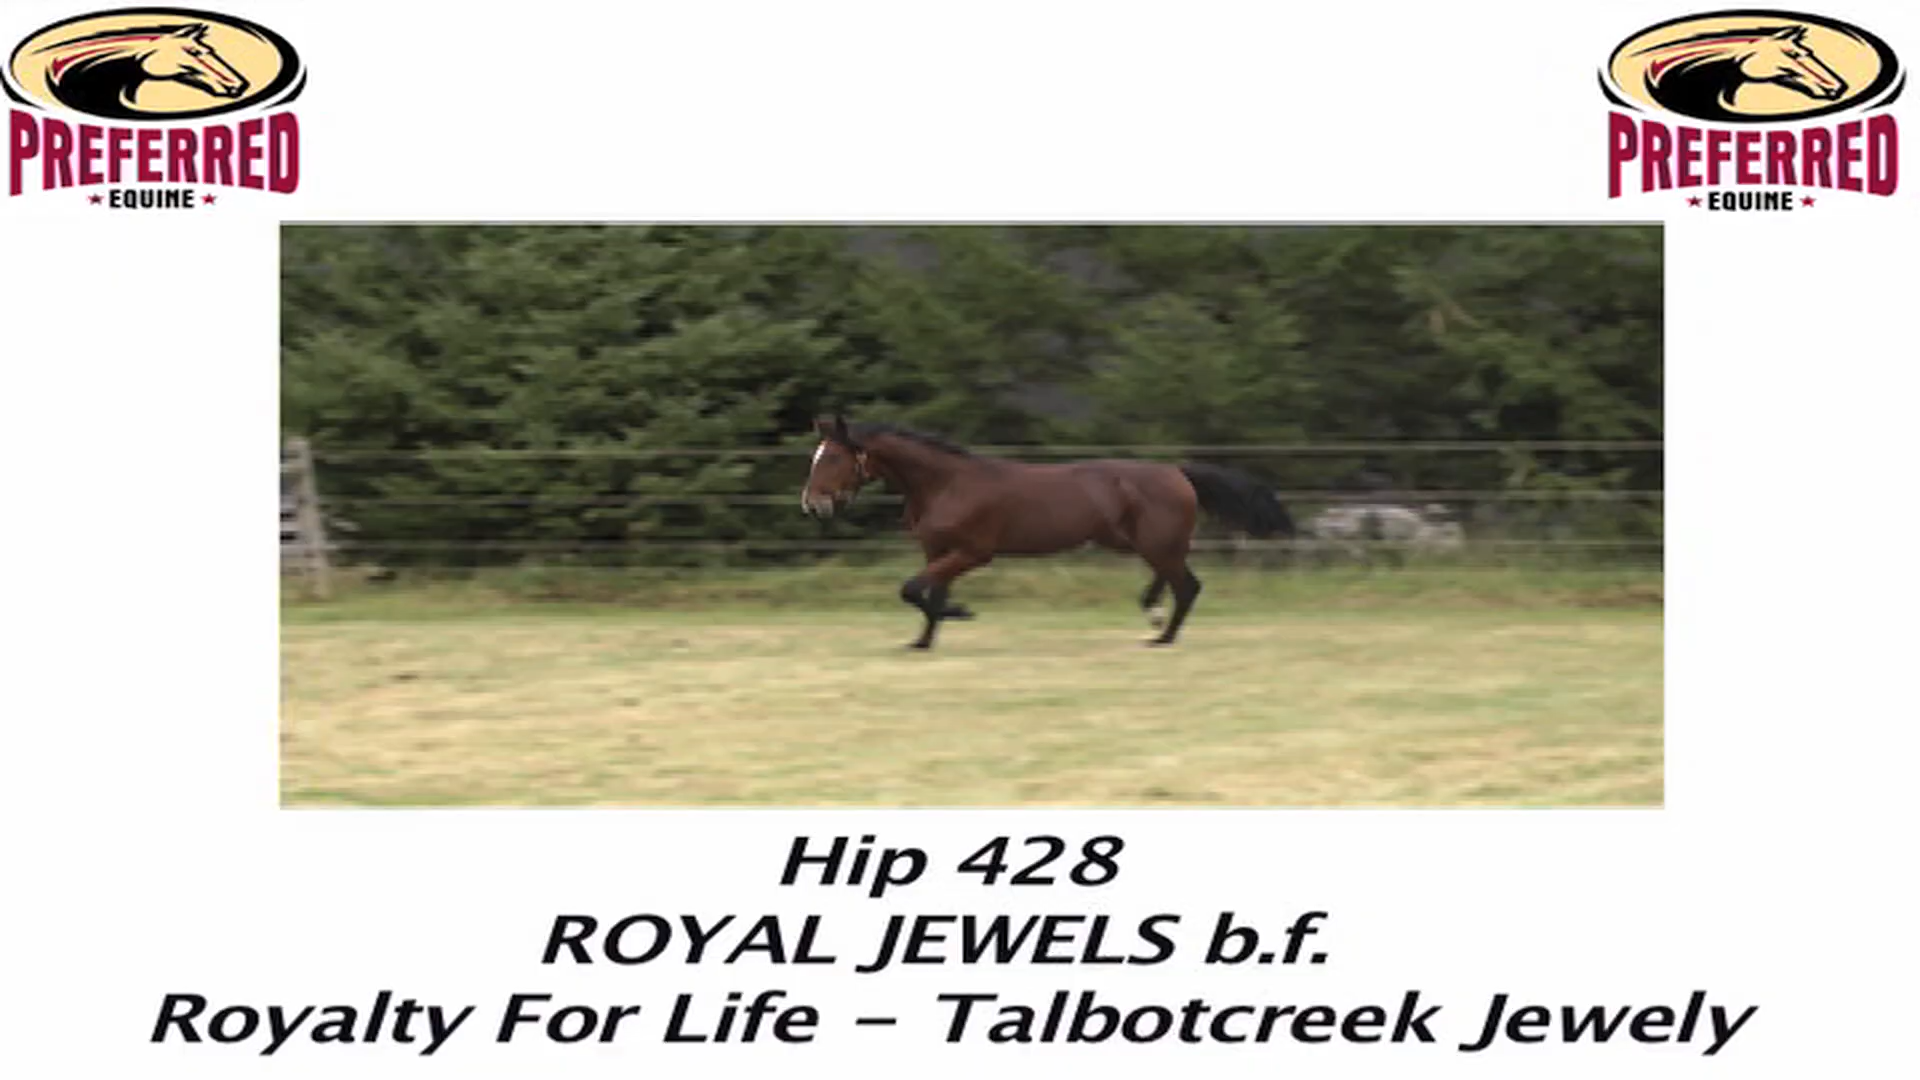 PREFERRED
EQUINE
PREFERRED
EQUINE
Hip 428
ROYAL JEWELS b.f.
Royalty For Life – Talbotcreek Jewely